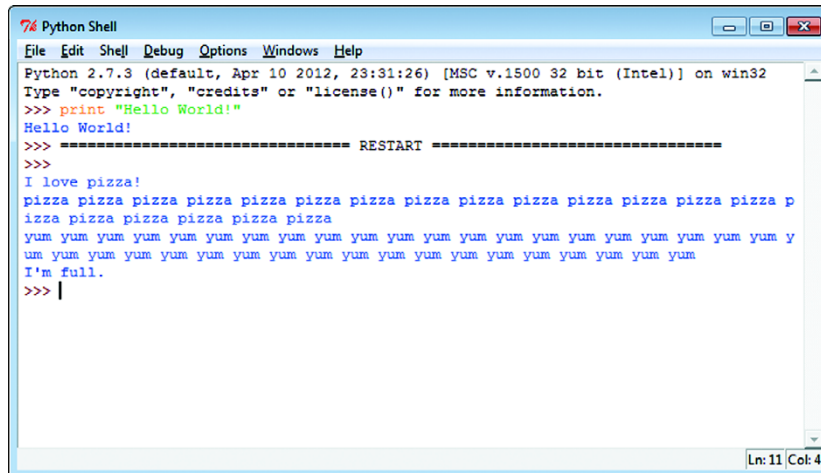 Python Shell
File Edit Shell Debug Options Windows Help
Python 2.7.3 (default, Apr 10 2012, 23:31:26) [MSC v.1500 32 bit (Intel)] on win32
Type "copyright", "credits" or "license()" for more information.
>>> print "Hello World!"
Hello World!
>>> ================================ RESTART ================================
>>>
I love pizza!
pizza pizza pizza pizza pizza pizza pizza pizza pizza pizza pizza pizza pizza pizza p
izza pizza pizza pizza pizza pizza
yum yum yum yum yum yum yum yum yum yum yum yum yum yum yum yum yum yum yum yum yum y
um yum yum yum yum yum yum yum yum yum yum yum yum yum yum yum yum yum yum
I'm full.
>>>
Ln: 11 Col: 4